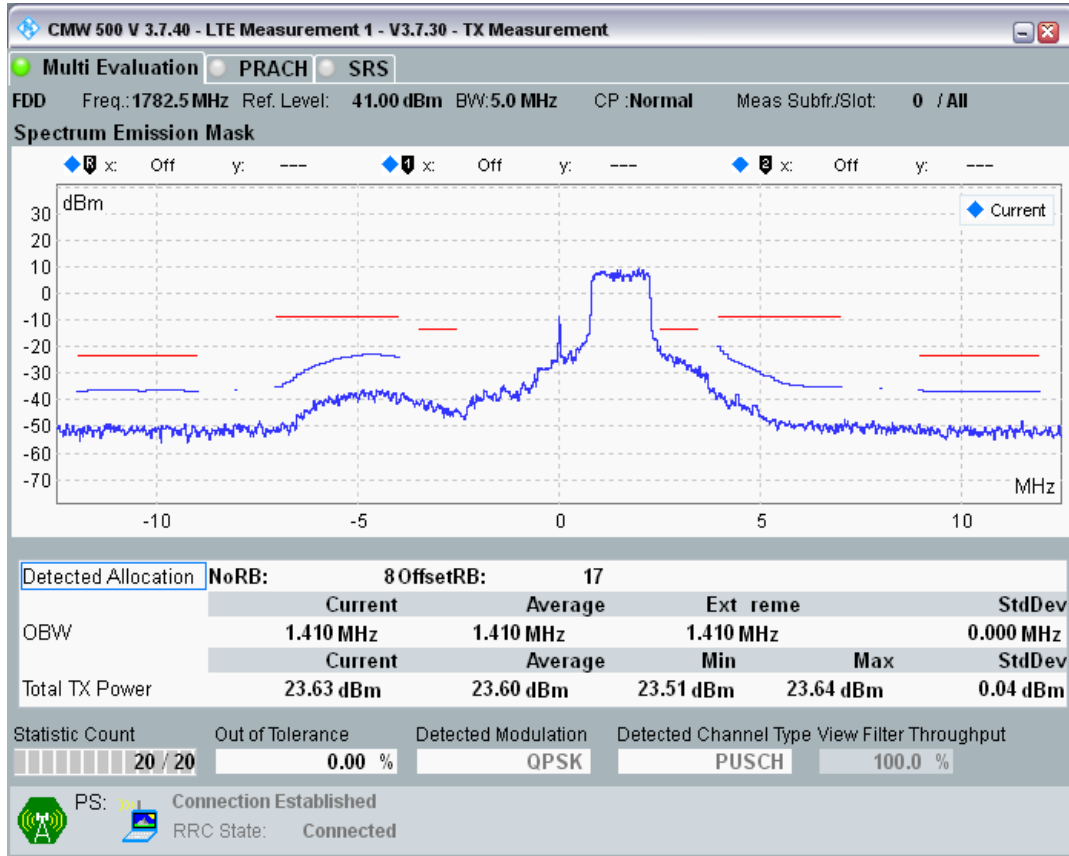 CMW 500 V 3.7.40 - LTE Measurement 1 - V3.7.30 - TX Measurement
Multi Evaluation PRACH SRS
FDD Freq.: 1782.5 MHz Ref. Level: 41.00 dBm BW: 5.0 MHz CP : Normal Meas Subfr./Slot: 0 / All
Spectrum Emission Mask
R x: Off y: --- 1 x: Off y: --- 2 x: Off y: ---
dBm
Current
30
20
10
0
-10
-20
-30
-40
-50
-60
-70
MHz
-10 -5 0 5 10
Detected Allocation NoRB: 8 OffsetRB: 17
Current Average Ext reme StdDev
OBW 1.410 MHz 1.410 MHz 1.410 MHz 0.000 MHz
Current Average Min Max StdDev
Total TX Power 23.63 dBm 23.60 dBm 23.51 dBm 23.64 dBm 0.04 dBm
Statistic Count Out of Tolerance Detected Modulation Detected Channel Type View Filter Throughput
20 / 20 0.00 % QPSK PUSCH 100.0 %
PS: Connection Established
RRC State: Connected